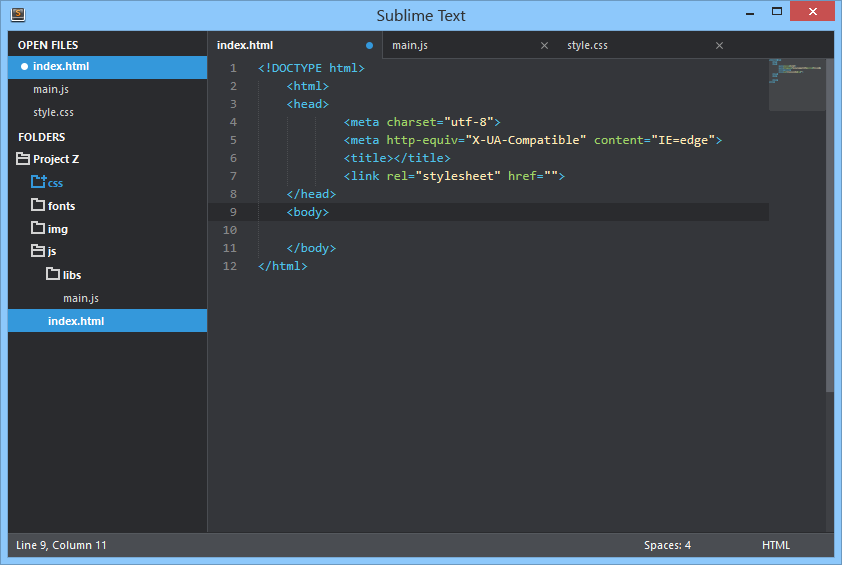 Sublime Text
OPEN FILES
index.html
main.js
style.css
FOLDERS
Project Z
css
fonts
img
js
libs
main.js
index.html
index.html main.js style.css
1 <!DOCTYPE html>
2 <html>
3 <head>
4 <meta charset="utf-8">
5 <meta http-equiv="X-UA-Compatible" content="IE=edge">
6 <title></title>
7 <link rel="stylesheet" href="">
8 </head>
9 <body>
10
11 </body>
12 </html>
Line 9, Column 11 Spaces: 4 HTML